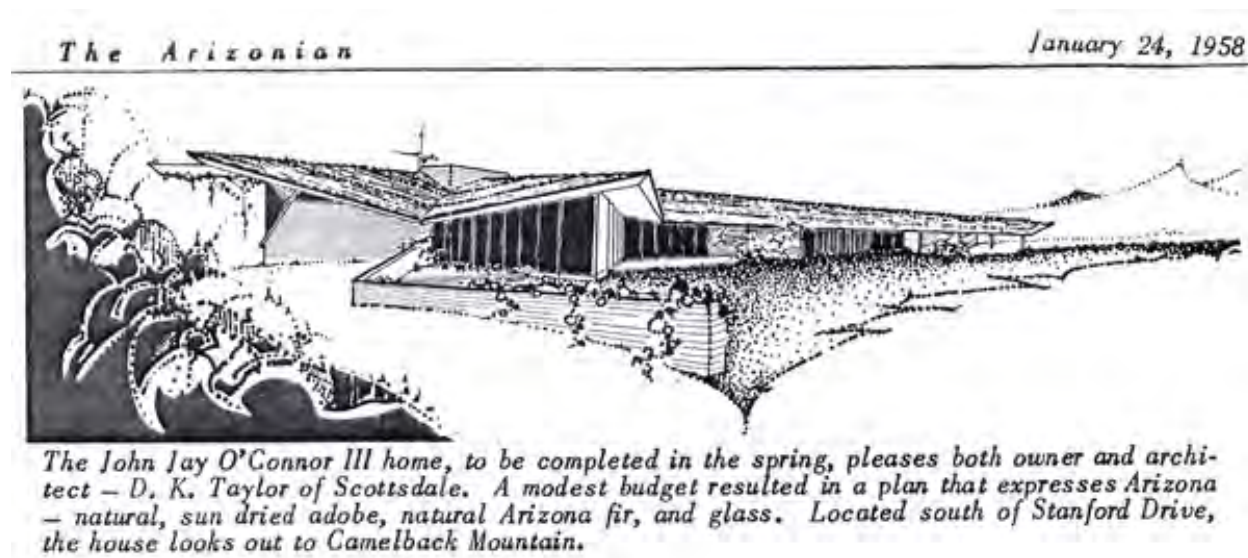 The Arizonian
January 24, 1958
The John Jay O'Connor III home, to be completed in the spring, pleases both owner and archi-
tect — D. K. Taylor of Scottsdale. A modest budget resulted in a plan that expresses Arizona
— natural, sun dried adobe, natural Arizona fir, and glass. Located south of Stanford Drive,
the house looks out to Camelback Mountain.